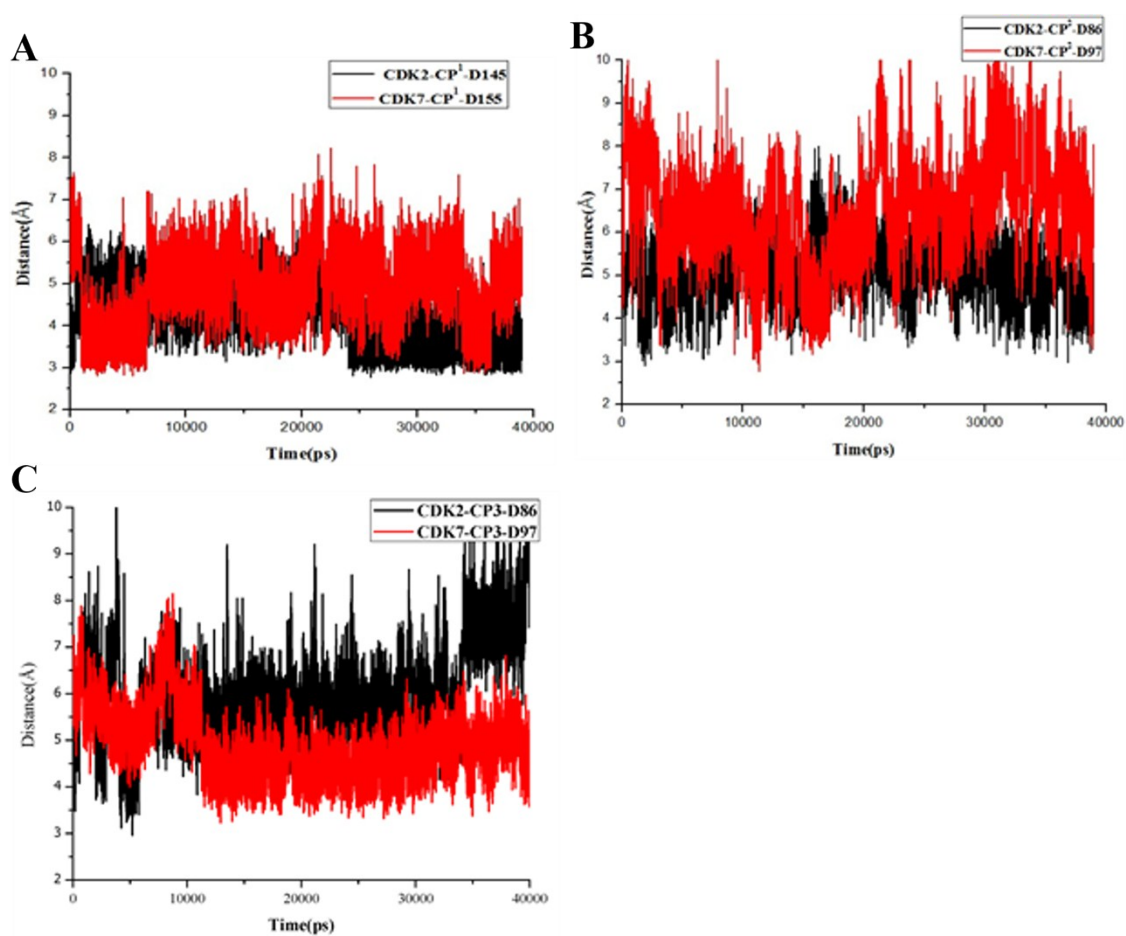 A
CDK2-CP¹-D145
CDK7-CP¹-D155
10
9
8
7
6
5
4
3
2
Distance(Å)
0
10000
20000
30000
40000
Time(ps)
B
CDK2-CP²-D86
CDK7-CP²-D97
10
9
8
7
6
5
4
3
2
Distance(Å)
0
10000
20000
30000
40000
Time(ps)
C
CDK2-CP3-D86
CDK7-CP3-D97
10
9
8
7
6
5
4
3
2
Distance(Å)
0
10000
20000
30000
40000
Time(ps)